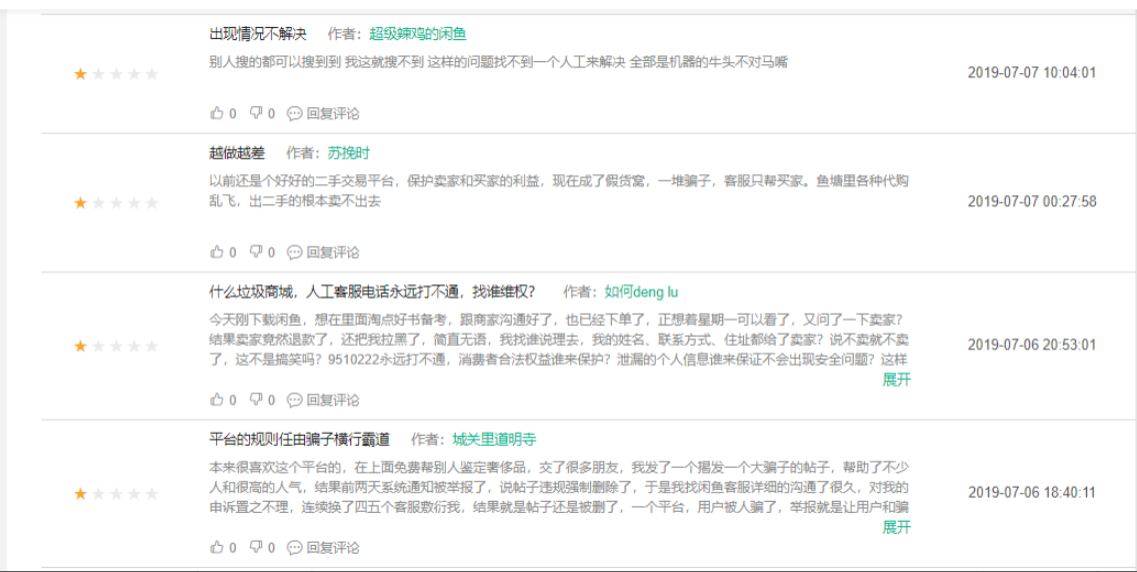 出现情况不解决 作者：超级辣鸡的闲鱼
别人搜的都可以搜到到 我这就搜不到 这样的问题找不到一个人工来解决 全部是机器的牛头不对马嘴
2019-07-07 10:04:01
0 0 回复评论
越做越差 作者：苏挽时
以前还是个好好的二手交易平台，保护卖家和买家的利益，现在成了假货窝，一堆骗子，客服只帮买家。鱼塘里各种代购
乱飞，出二手的根本卖不出去
2019-07-07 00:27:58
0 0 回复评论
什么垃圾商城，人工客服电话永远打不通，找谁维权？ 作者：如何deng lu
今天刚下载闲鱼，想在里面淘点好书备考，跟商家沟通好了，也已经下单了，正想着星期一可以看了，又问了一下卖家？
结果卖家竟然退款了，还把我拉黑了，简直无语，我找谁说理去，我的姓名、联系方式、住址都给了卖家？说不卖就不卖
了，这不是搞笑吗？9510222永远打不通，消费者合法权益谁来保护？泄漏的个人信息谁来保证不会出现安全问题？这样
2019-07-06 20:53:01
展开
0 0 回复评论
平台的规则任由骗子横行霸道 作者：城关里道明寺
本来很喜欢这个平台的，在上面免费帮别人鉴定奢侈品，交了很多朋友，我发了一个揭发一个大骗子的帖子，帮助了不少
人和很高的人气，结果前两天系统通知被举报了，说帖子违规强制删除了，于是我找闲鱼客服详细的沟通了很久，对我的
申诉置之不理，连续换了四五个客服敷衍我，结果就是帖子还是被删了，一个平台，用户被人骗了，举报就是让用户和骗
2019-07-06 18:40:11
展开
0 0 回复评论